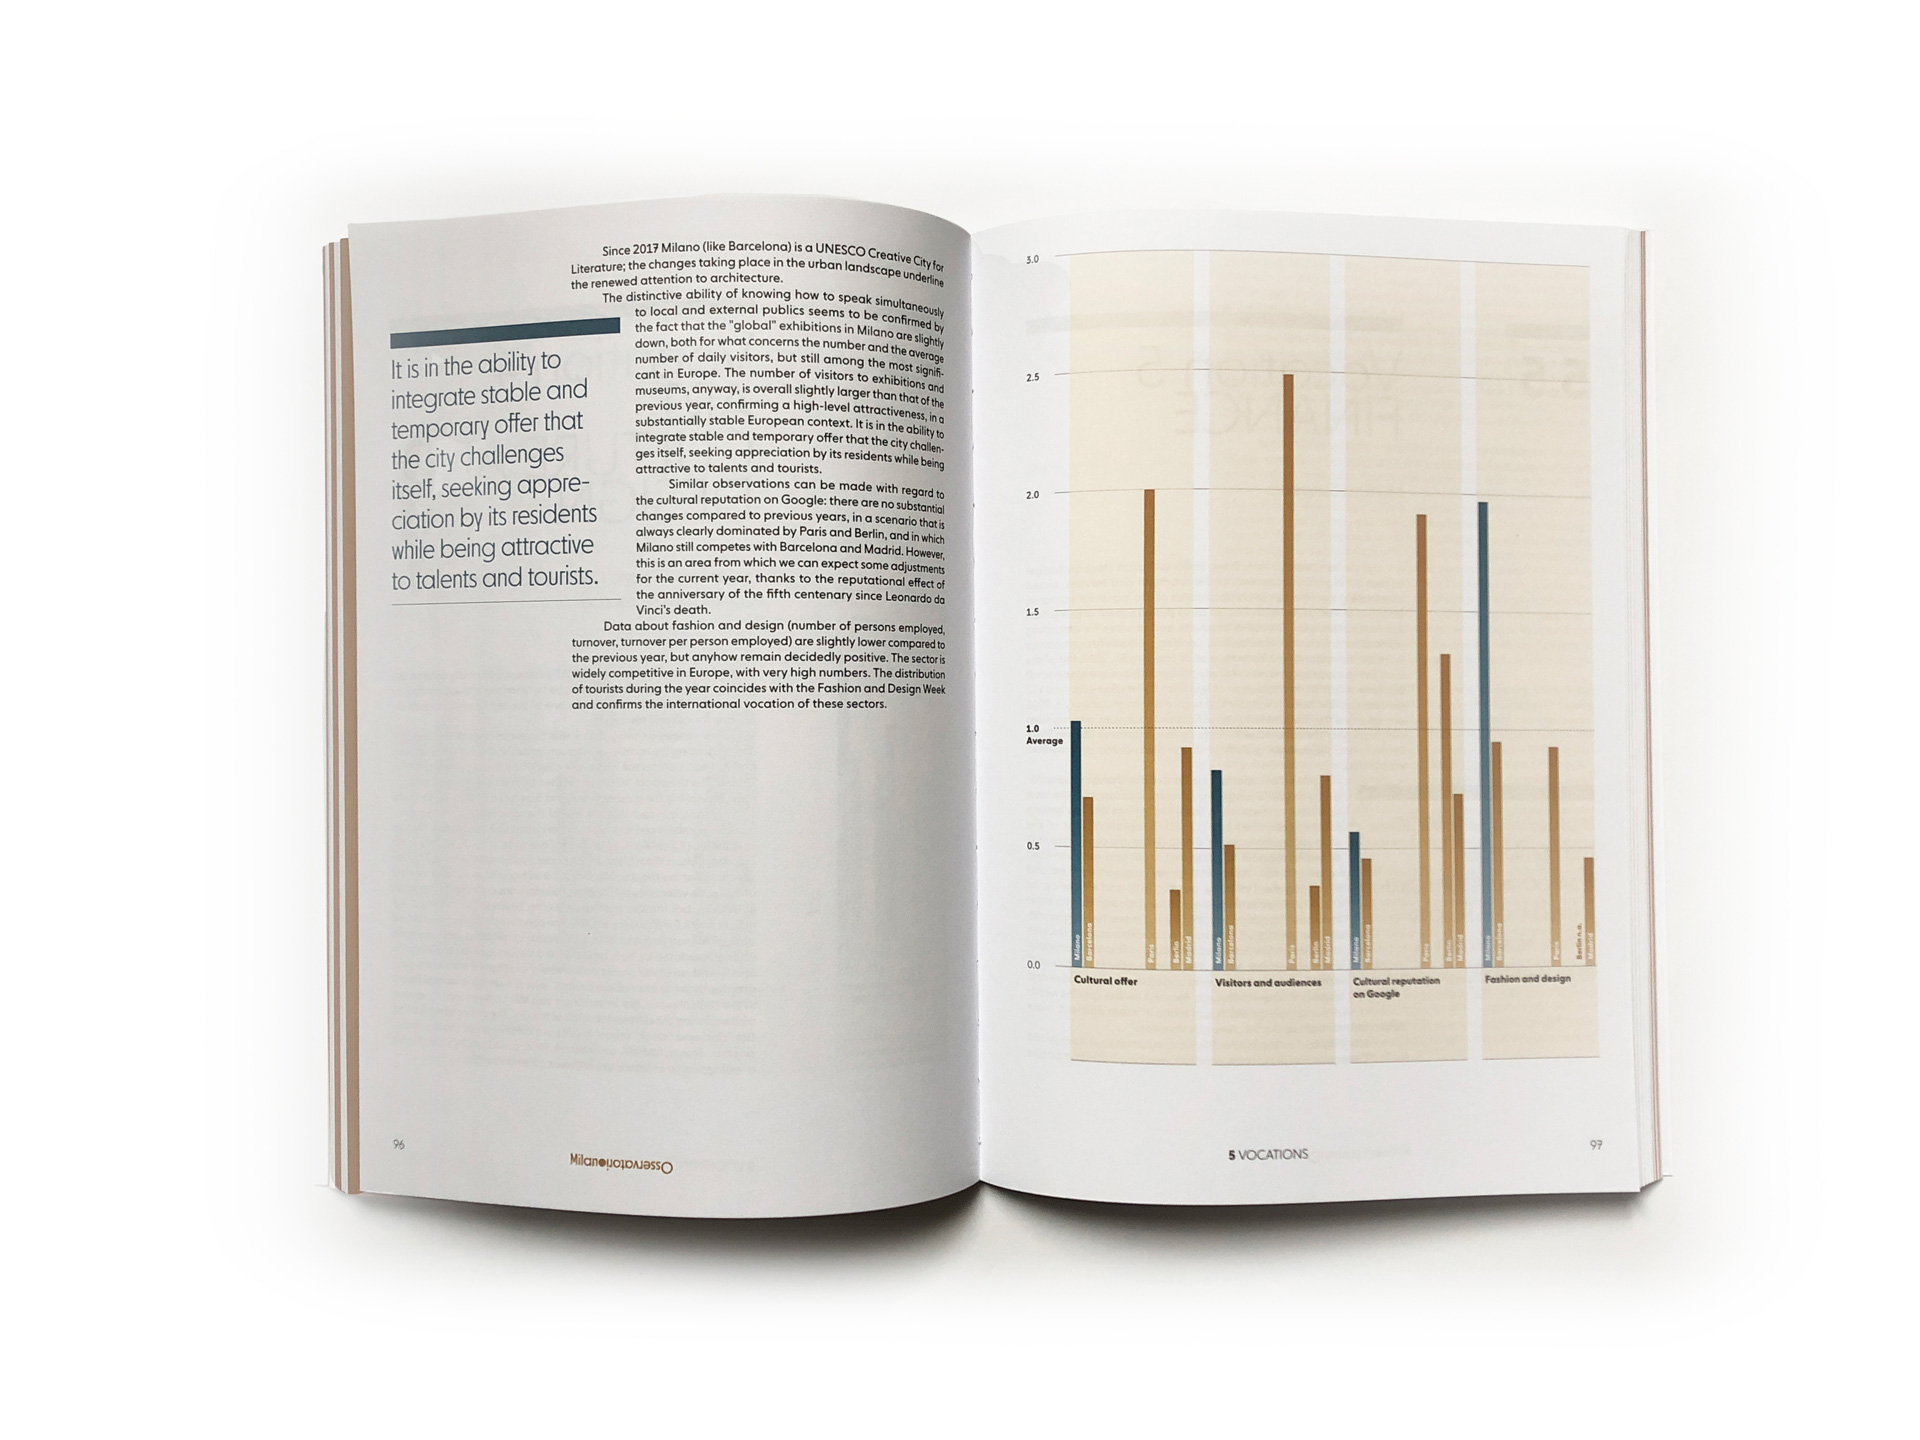 Since 2017 Milano (like Barcelona) is a UNESCO Creative City for
Literature; the changes taking place in the urban landscape underline
the renewed attention to architecture.
The distinctive ability of knowing how to speak simultaneously
to local and external publics seems to be confirmed by
the fact that the "global" exhibitions in Milano are slightly
down, both for what concerns the number and the average
number of daily visitors, but still among the most signifi-
cant in Europe. The number of visitors to exhibitions and
museums, anyway, is overall slightly larger than that of the
previous year, confirming a high-level attractiveness, in a
substantially stable European context. It is in the ability to
integrate stable and temporary offer that the city challen-
ges itself, seeking appreciation by its residents while being
attractive to talents and tourists.
Similar observations can be made with regard to
the cultural reputation on Google: there are no substantial
changes compared to previous years, in a scenario that is
always clearly dominated by Paris and Berlin, and in which
Milano still competes with Barcelona and Madrid. However,
this is an area from which we can expect some adjustments
for the current year, thanks to the reputational effect of
the anniversary of the fifth centenary since Leonardo da
Vinci's death.
Data about fashion and design (number of persons employed,
turnover, turnover per person employed) are slightly lower compared to
the previous year, but anyhow remain decidedly positive. The sector is
widely competitive in Europe, with very high numbers. The distribution
of tourists during the year coincides with the Fashion and Design Week
and confirms the international vocation of these sectors.
It is in the ability to
integrate stable and
temporary offer that
the city challenges
itself, seeking appre-
ciation by its residents
while being attractive
to talents and tourists.
96
MilanoOsservatorio
3.0
2.5
2.0
1.5
1.0
Average
0.5
0.0
Milano
Barcelona
Paris
Berlin
Madrid
Cultural offer
Milano
Barcelona
Paris
Berlin
Madrid
Visitors and audiences
Milano
Barcelona
Paris
Berlin
Madrid
Cultural reputation
on Google
Milano
Barcelona
Paris
Berlin n.a.
Madrid
Fashion and design
5 VOCATIONS
97